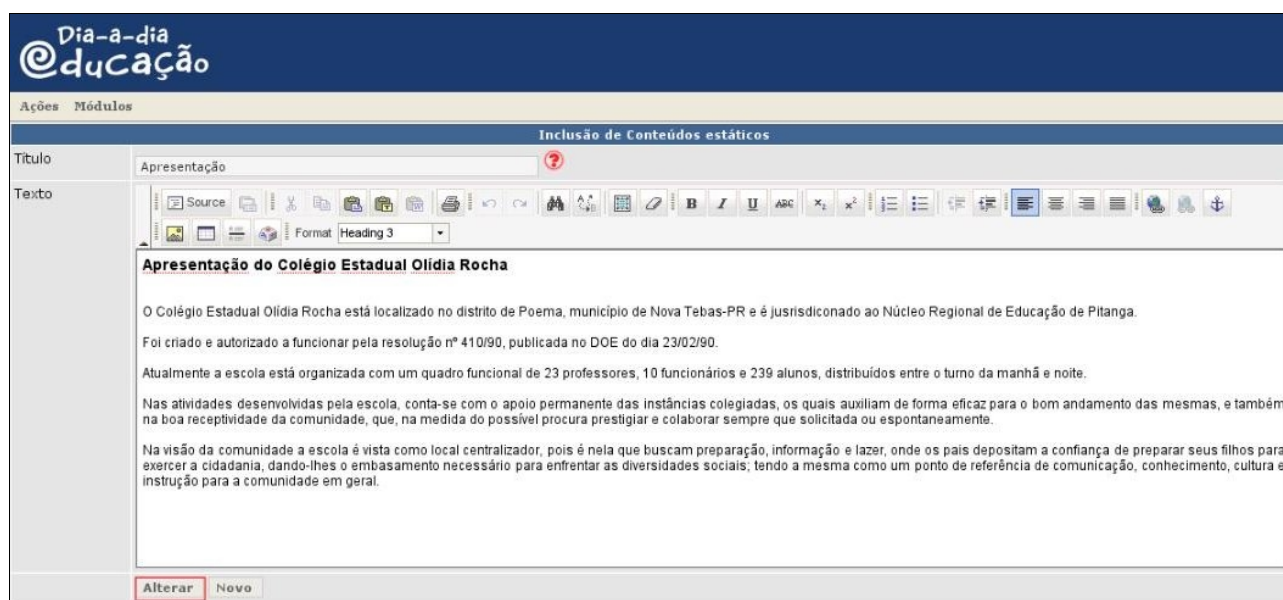 Dia-a-dia
@ducação
Ações Módulos
Inclusão de Conteúdos estáticos
Título
Apresentação
?
Texto
Source
B I U ABC x₂ x²
Format Heading 3
Apresentação do Colégio Estadual Olídia Rocha
O Colégio Estadual Olídia Rocha está localizado no distrito de Poema, município de Nova Tebas-PR e é jusrisdiconado ao Núcleo Regional de Educação de Pitanga.
Foi criado e autorizado a funcionar pela resolução nº 410/90, publicada no DOE do dia 23/02/90.
Atualmente a escola está organizada com um quadro funcional de 23 professores, 10 funcionários e 239 alunos, distribuídos entre o turno da manhã e noite.
Nas atividades desenvolvidas pela escola, conta-se com o apoio permanente das instâncias colegiadas, os quais auxiliam de forma eficaz para o bom andamento das mesmas, e também
na boa receptividade da comunidade, que, na medida do possível procura prestigiar e colaborar sempre que solicitada ou espontaneamente.
Na visão da comunidade a escola é vista como local centralizador, pois é nela que buscam preparação, informação e lazer, onde os pais depositam a confiança de preparar seus filhos para
exercer a cidadania, dando-lhes o embasamento necessário para enfrentar as diversidades sociais; tendo a mesma como um ponto de referência de comunicação, conhecimento, cultura e
instrução para a comunidade em geral.
Alterar Novo